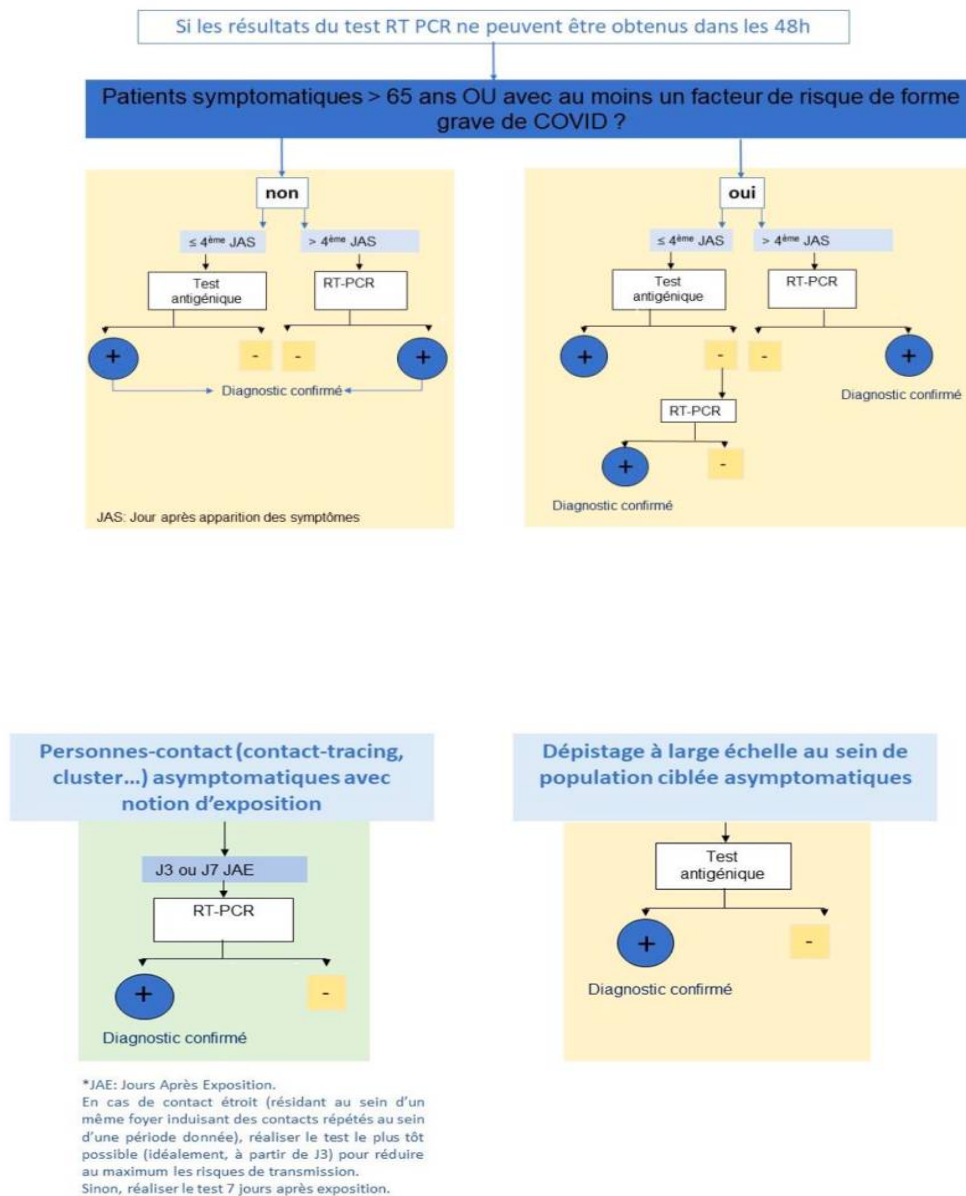 Si les résultats du test RT PCR ne peuvent être obtenus dans les 48h
Patients symptomatiques > 65 ans OU avec au moins un facteur de risque de forme
grave de COVID ?
non
≤ 4ème JAS
> 4ème JAS
Test
antigénique
RT-PCR
+
-
-
+
Diagnostic confirmé
JAS: Jour après apparition des symptômes
oui
≤ 4ème JAS
> 4ème JAS
Test
antigénique
RT-PCR
+
-
-
+
Diagnostic confirmé
RT-PCR
+
-
Diagnostic confirmé
Personnes-contact (contact-tracing,
cluster…) asymptomatiques avec
notion d’exposition
J3 ou J7 JAE
RT-PCR
+
-
Diagnostic confirmé
*JAE: Jours Après Exposition.
En cas de contact étroit (résidant au sein d’un
même foyer induisant des contacts répétés au sein
d’une période donnée), réaliser le test le plus tôt
possible (idéalement, à partir de J3) pour réduire
au maximum les risques de transmission.
Sinon, réaliser le test 7 jours après exposition.
Dépistage à large échelle au sein de
population ciblée asymptomatiques
Test
antigénique
+
-
Diagnostic confirmé